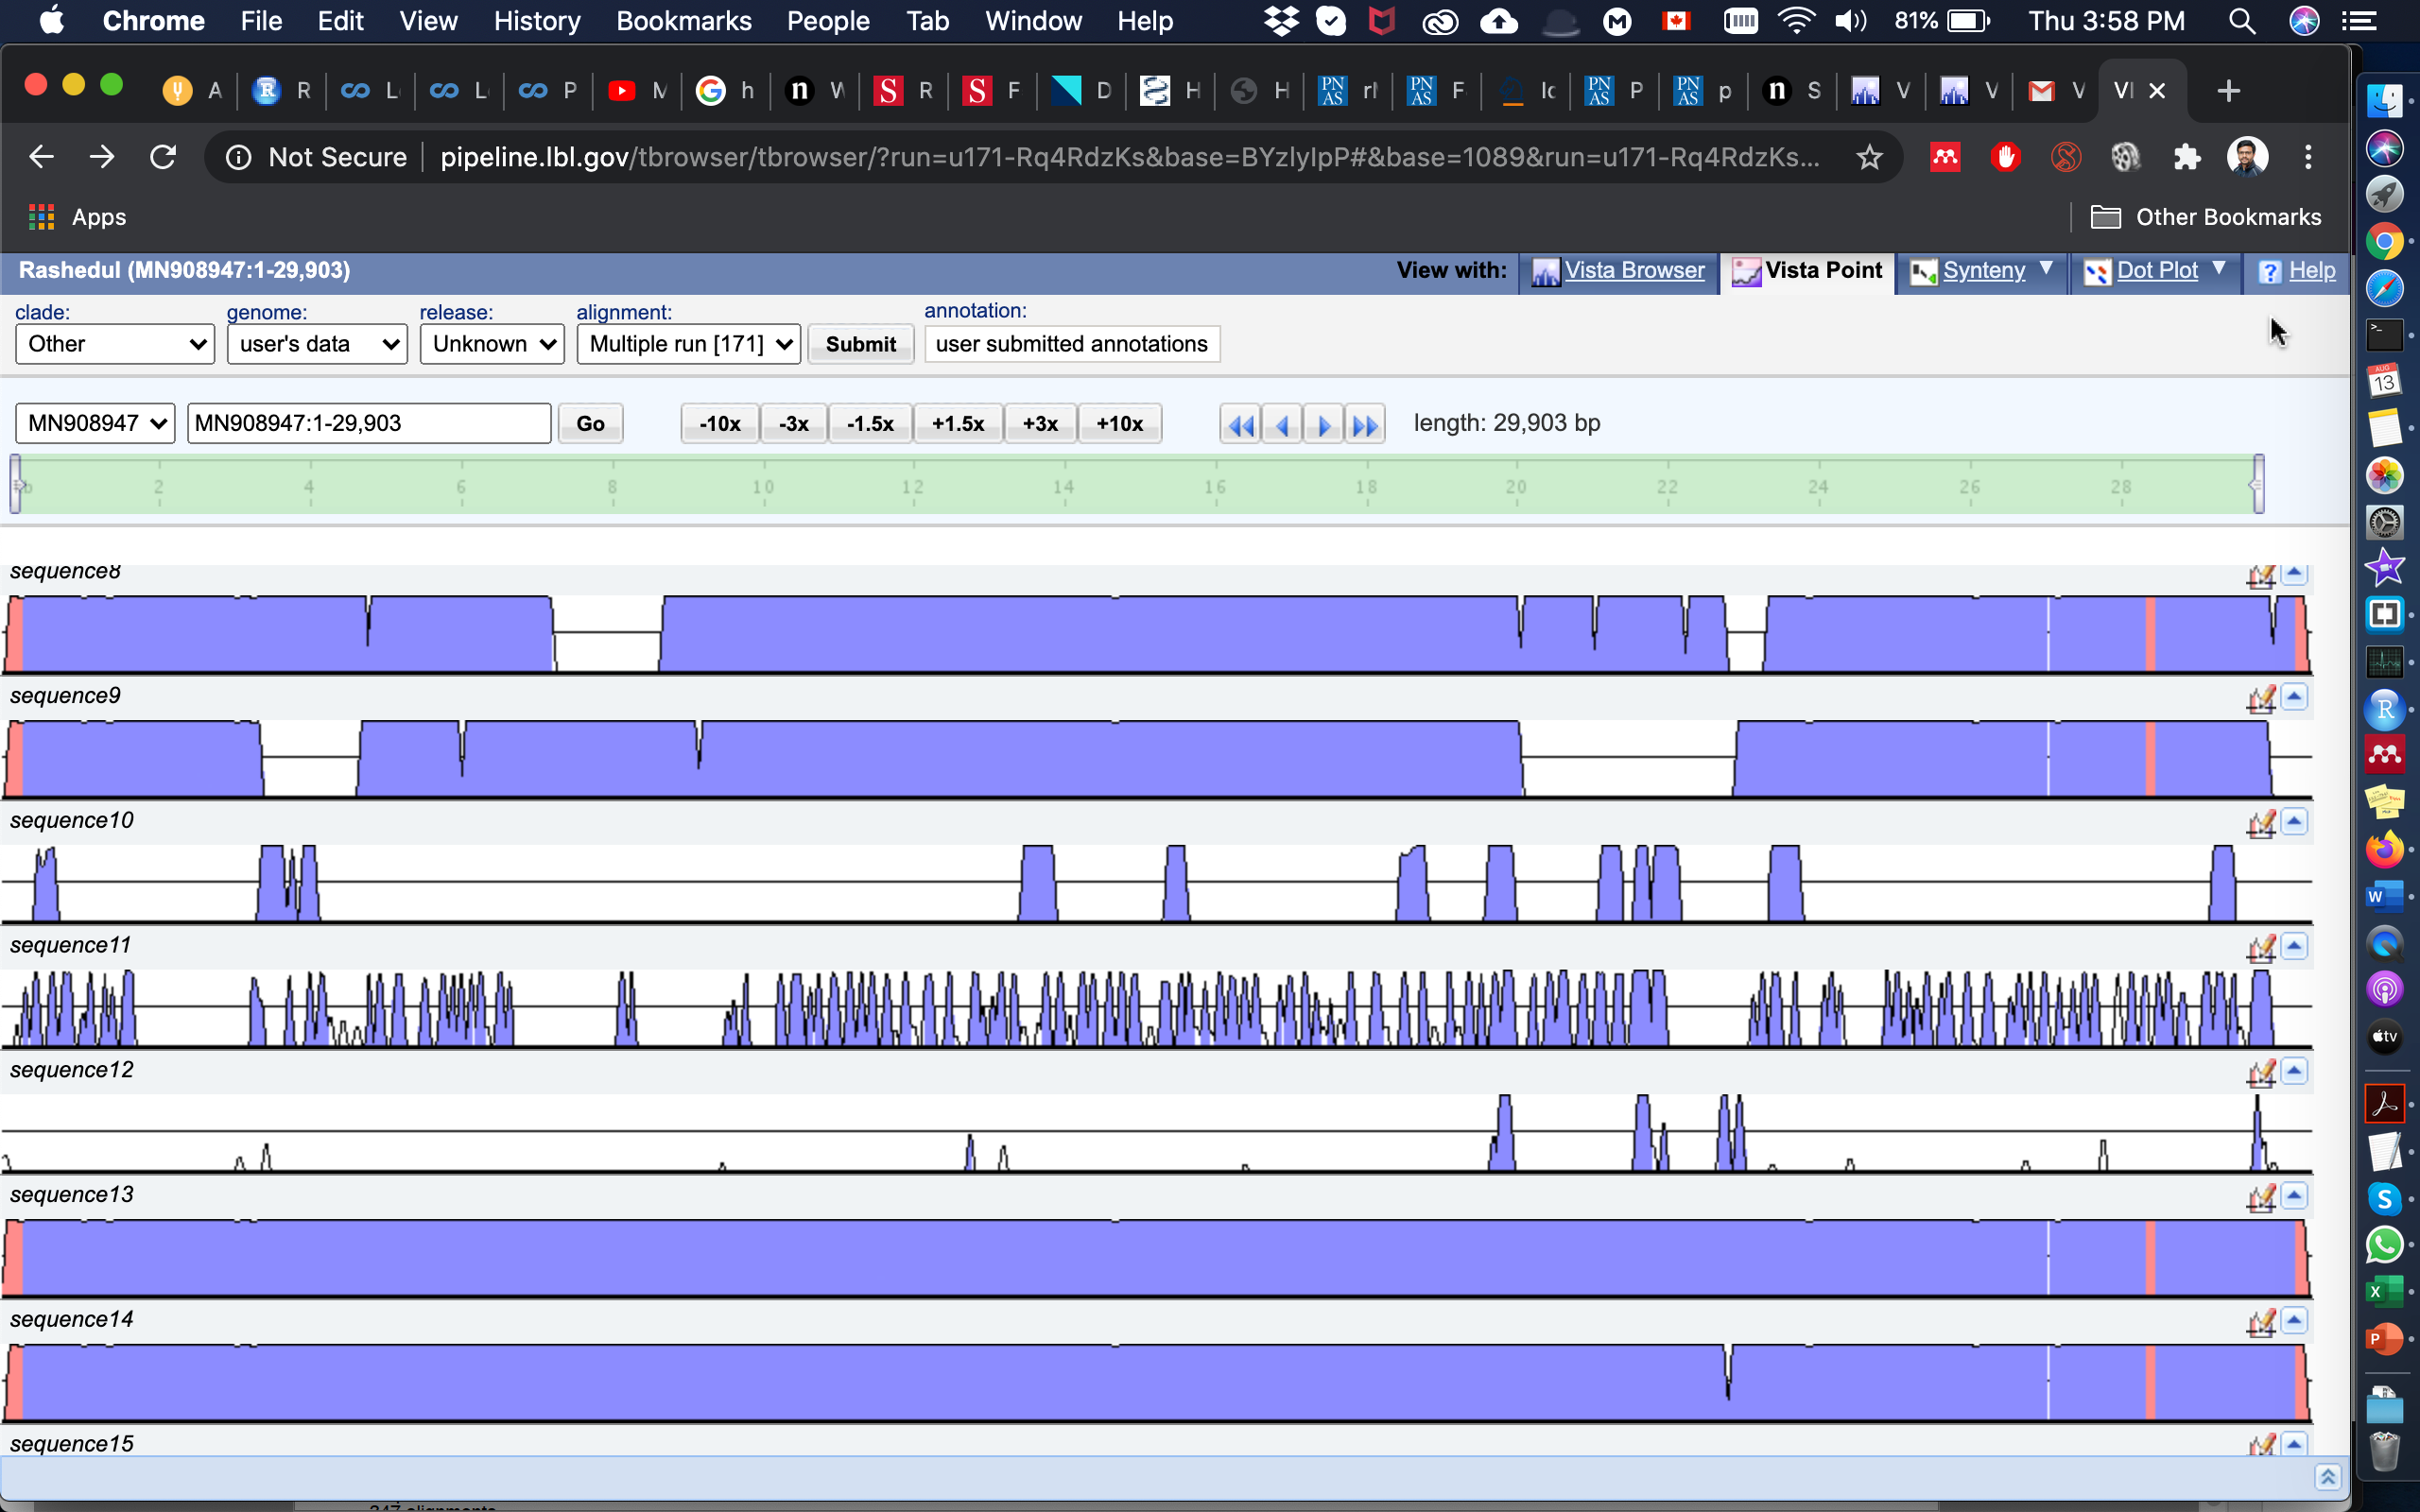 Chrome File Edit View History Bookmarks People Tab Window Help 81% Thu 3:58 PM
A R L L P M h W R F D H H rl F Ic P p S V V V VI
Not Secure pipeline.lbl.gov/tbrowser/tbrowser/?run=u171-Rq4RdzKs&base=BYzlyIpP#&base=1089&run=u171-Rq4RdzKs...
Apps Other Bookmarks
Rashedul (MN908947:1-29,903) View with: Vista Browser Vista Point Synteny Dot Plot Help
clade: genome: release: alignment: annotation:
Other user's data Unknown Multiple run [171] Submit user submitted annotations
MN908947 MN908947:1-29,903 Go -10x -3x -1.5x +1.5x +3x +10x length: 29,903 bp
2 4 6 8 10 12 14 16 18 20 22 24 26 28
sequence8
sequence9
sequence10
sequence11
sequence12
sequence13
sequence14
sequence15
347 alignments